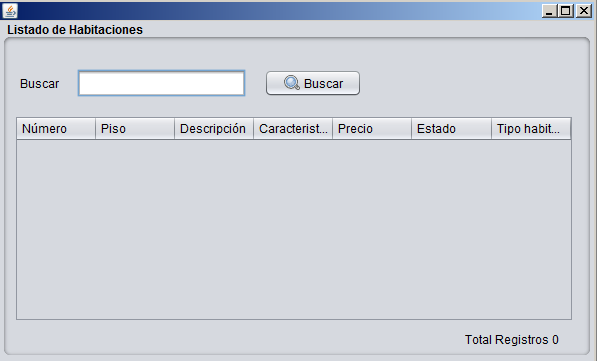 Listado de Habitaciones
Buscar Buscar
Número Piso Descripción Caracterist... Precio Estado Tipo habit...
Total Registros 0